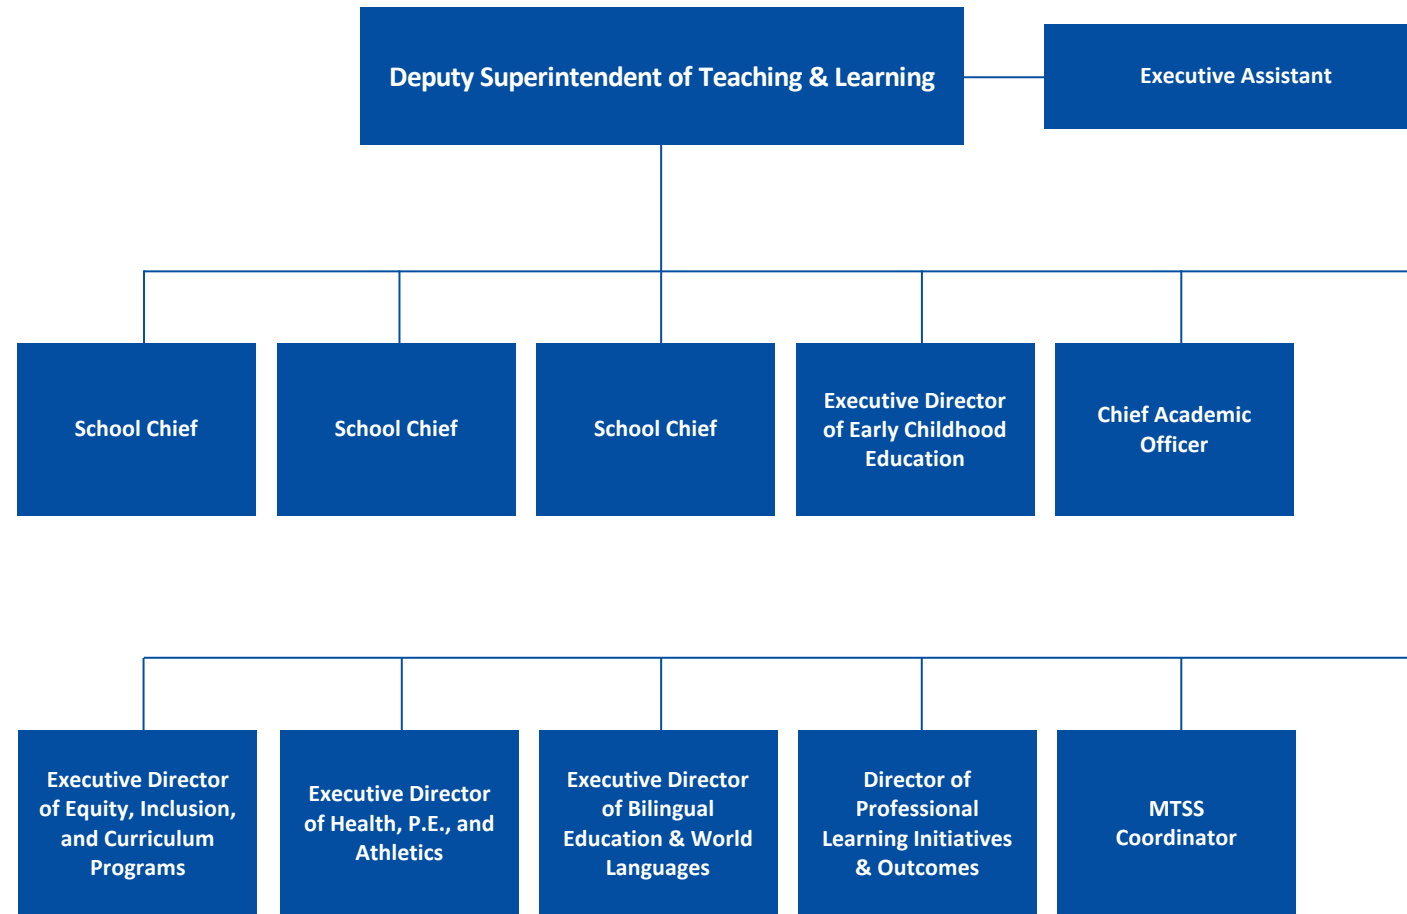 Deputy Superintendent of Teaching & Learning
Executive Assistant
School Chief
School Chief
School Chief
Executive Director
of Early Childhood
Education
Chief Academic
Officer
Executive Director
of Equity, Inclusion,
and Curriculum
Programs
Executive Director
of Health, P.E., and
Athletics
Executive Director
of Bilingual
Education & World
Languages
Director of
Professional
Learning Initiatives
& Outcomes
MTSS
Coordinator